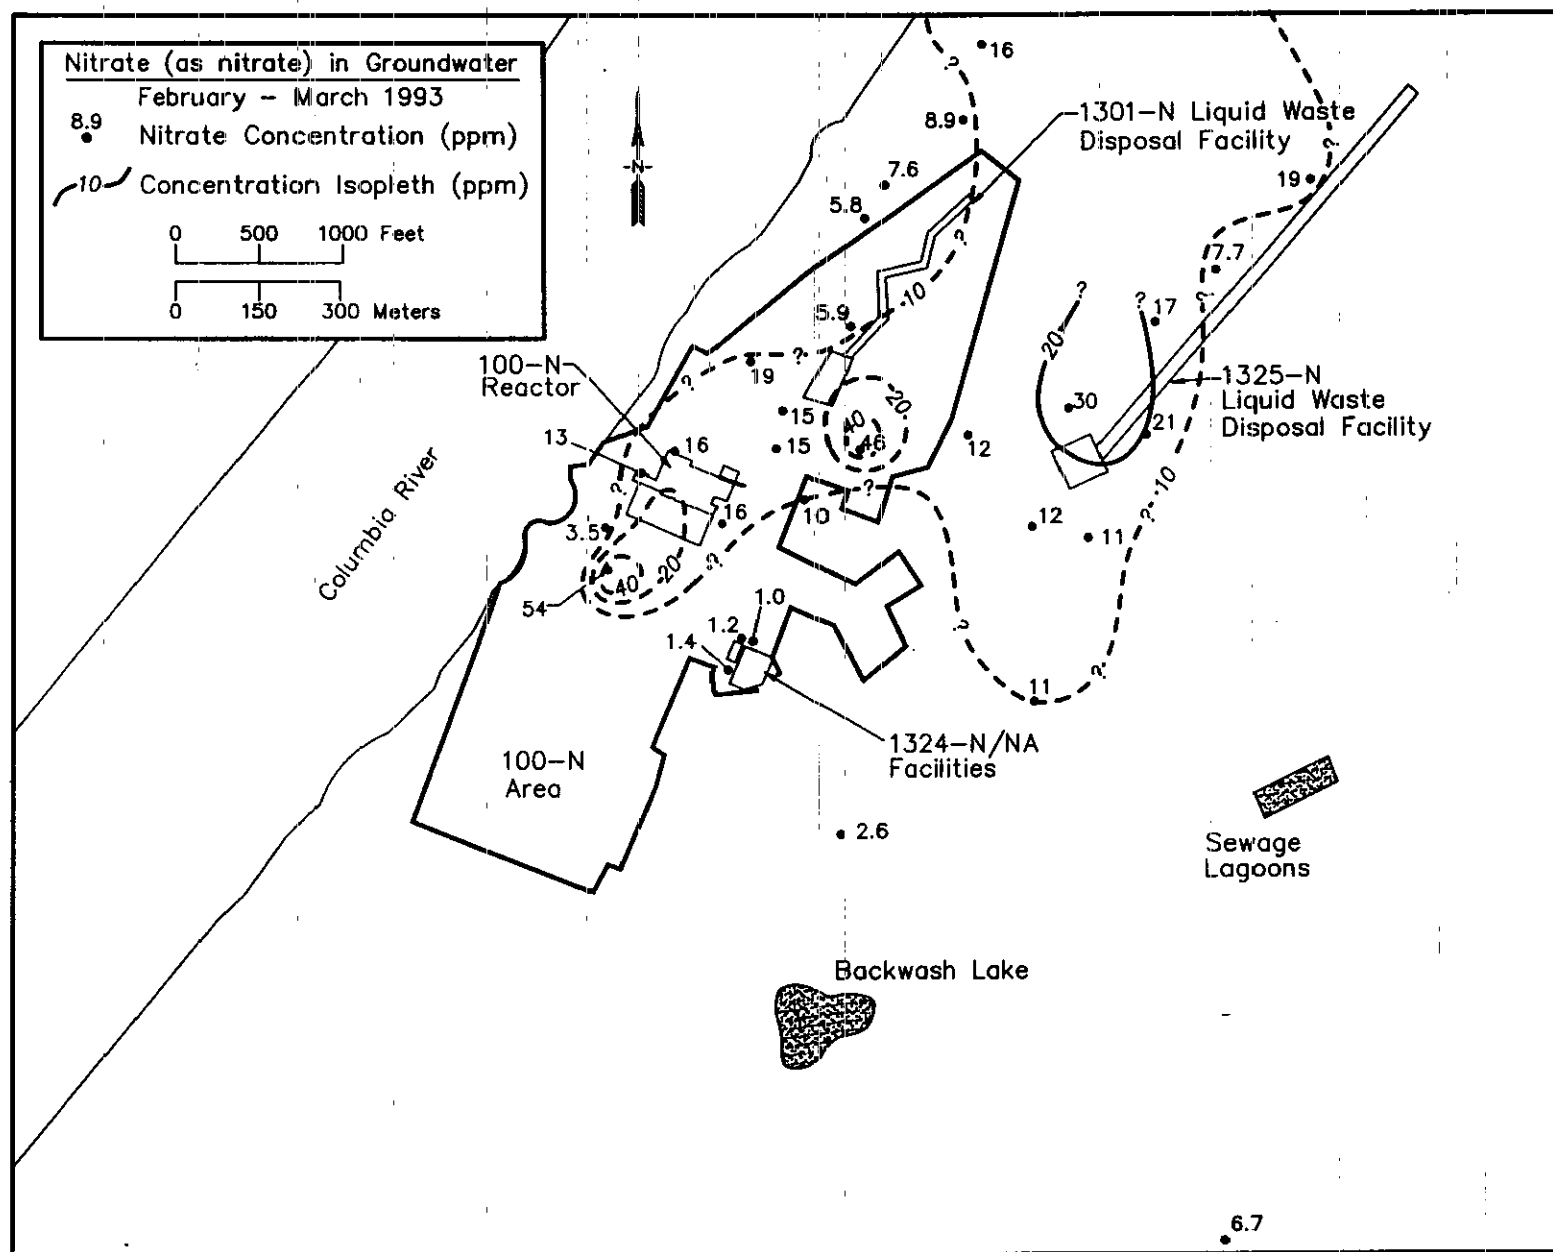 Nitrate (as nitrate) in Groundwater
February - March 1993
8.9
Nitrate Concentration (ppm)
10
Concentration Isopleth (ppm)
0 500 1000 Feet
0 150 300 Meters
N
16
?
8.9
1301-N Liquid Waste
Disposal Facility
?
7.6
19
5.8
?
7.7
?
10
?
?
?
17
5.9
20
100-N
Reactor
?
?
19
1325-N
Liquid Waste
Disposal Facility
20
30
15
40
13
16
15
46
12
21
Columbia River
?
?
10
10
16
3.5
12
?
11
?
20
40
54
1.0
1.2
1.4
?
?
11
1324-N/NA
Facilities
100-N
Area
2.6
Sewage
Lagoons
Backwash Lake
6.7